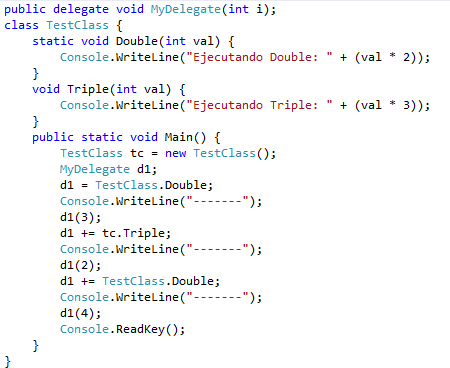 public delegate void MyDelegate(int i);
class TestClass {
    static void Double(int val) {
        Console.WriteLine("Ejecutando Double: " + (val * 2));
    }
    void Triple(int val) {
        Console.WriteLine("Ejecutando Triple: " + (val * 3));
    }
    public static void Main() {
        TestClass tc = new TestClass();
        MyDelegate d1;
        d1 = TestClass.Double;
        Console.WriteLine("-------");
        d1(3);
        d1 += tc.Triple;
        Console.WriteLine("-------");
        d1(2);
        d1 += TestClass.Double;
        Console.WriteLine("-------");
        d1(4);
        Console.ReadKey();
    }
}